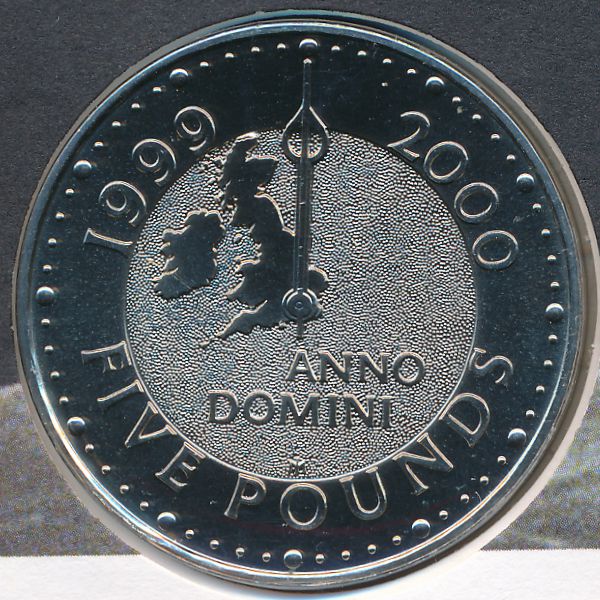 1999 2000
ANNO
DOMINI
FIVE POUNDS